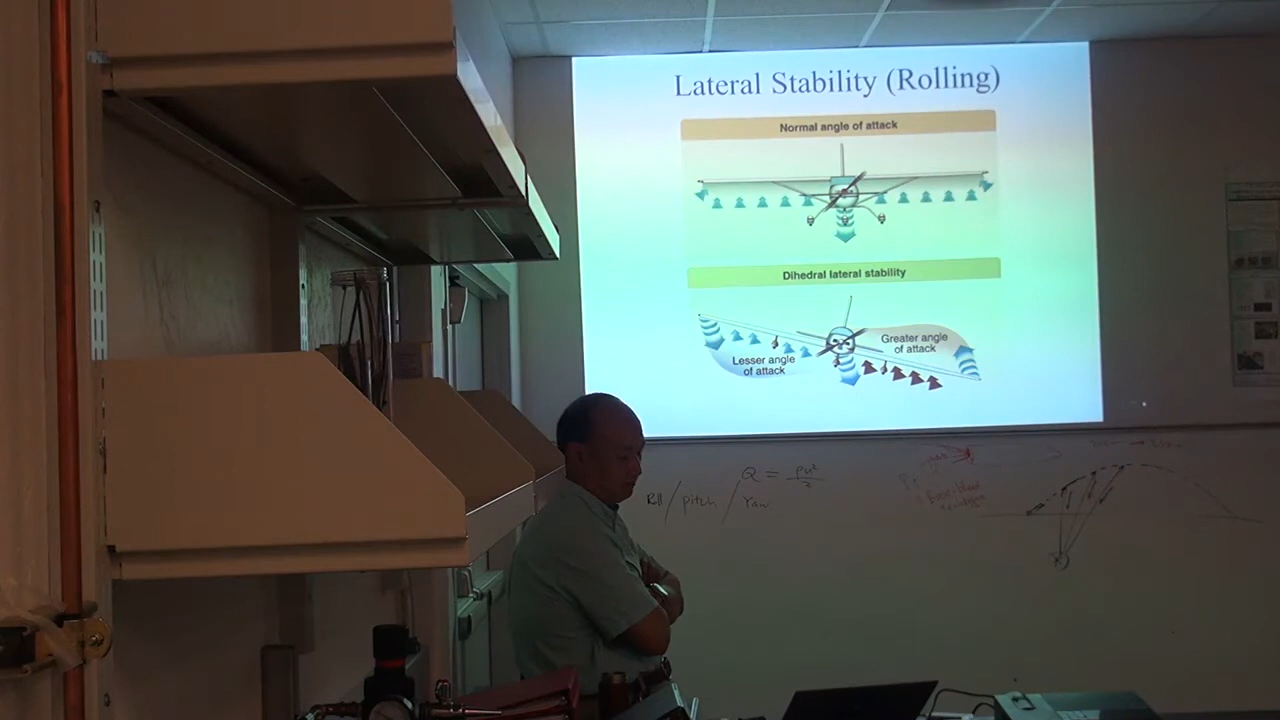 Lateral Stability (Rolling)
Normal angle of attack
Dihedral lateral stability
Lesser angle
of attack
Greater angle
of attack
Q = ρu²/2
Roll / pitch / Yaw